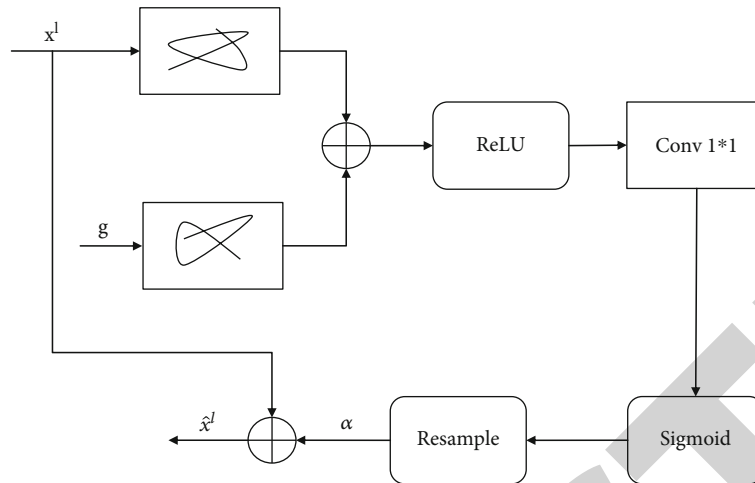 x^l
ReLU
Conv 1*1
g
x̂^l
α
Resample
Sigmoid